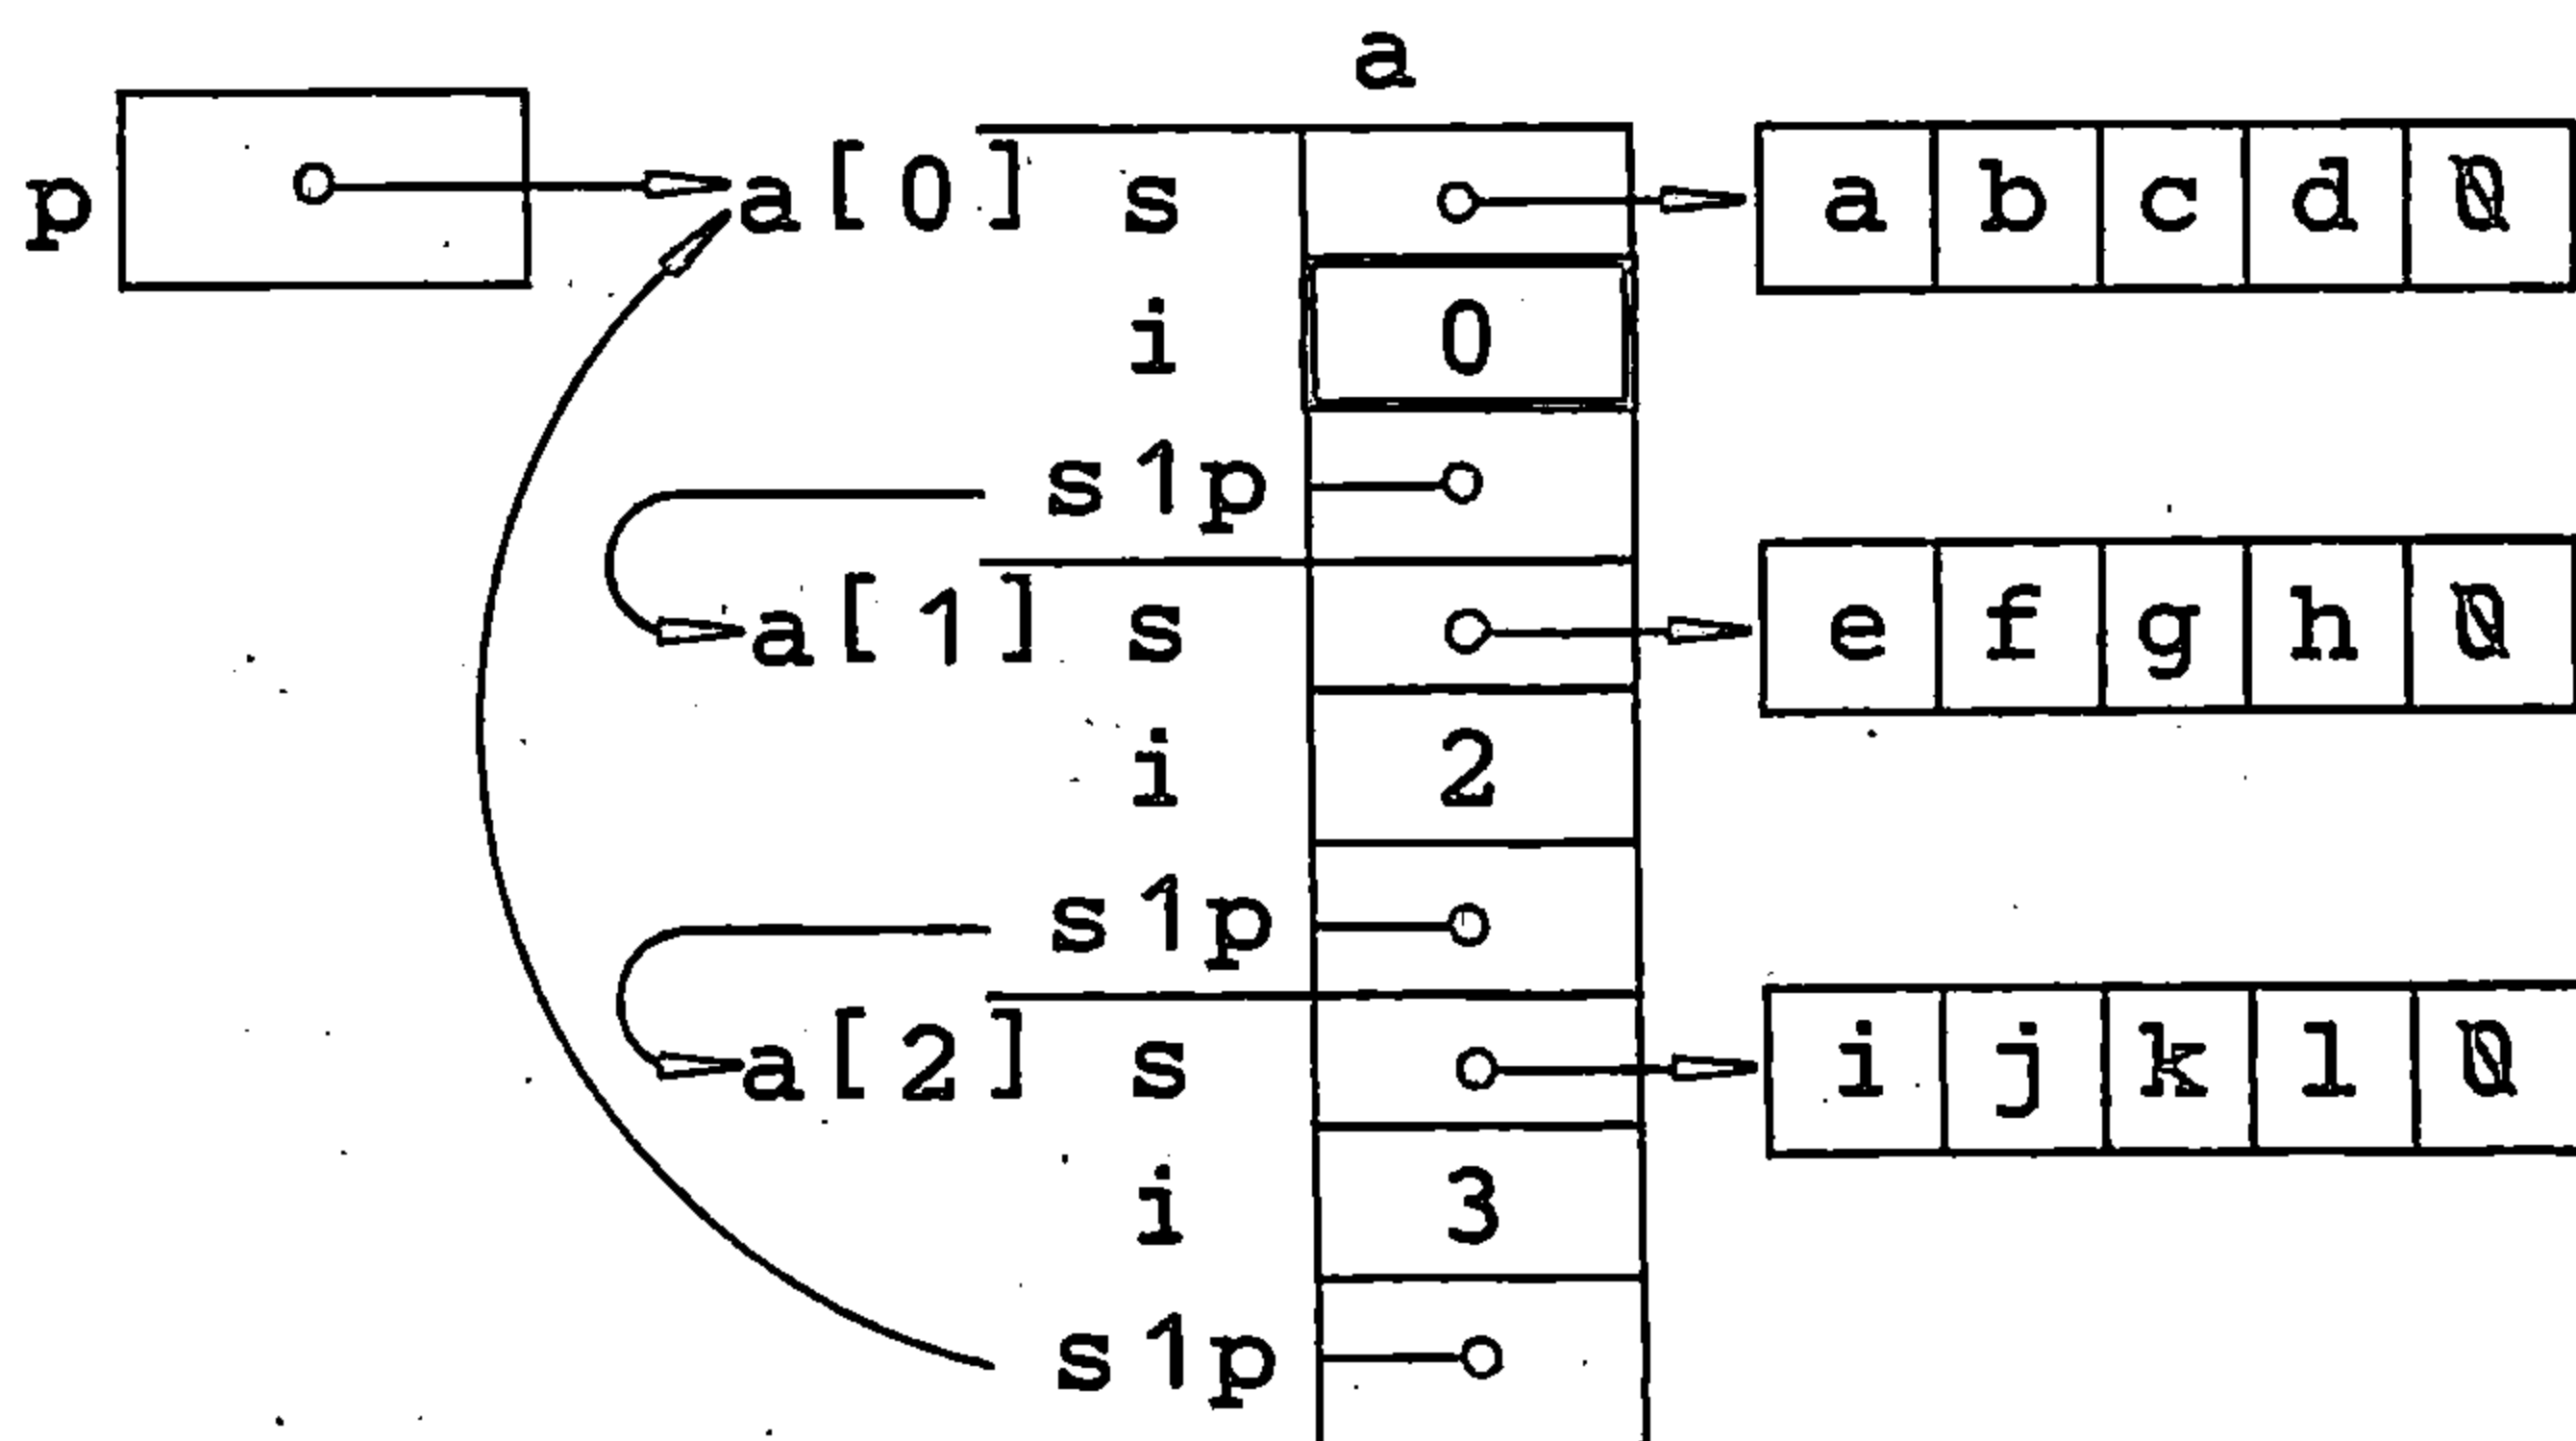 a
p a[0] s a b c d 0
i 0
s1p
a[1] s e f g h 0
i 2
s1p
a[2] s i j k l 0
i 3
s1p